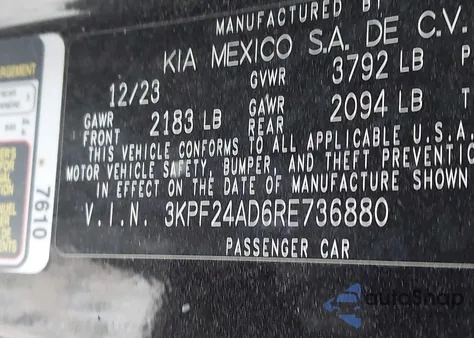 MANUFACTURED BY
KIA MEXICO S.A. DE C.V.
12/23 GVWR 3792 LB
GAWR FRONT 2183 LB GAWR REAR 2094 LB
THIS VEHICLE CONFORMS TO ALL APPLICABLE U.S.A.
MOTOR VEHICLE SAFETY, BUMPER, AND THEFT PREVENTIO
IN EFFECT ON THE DATE OF MANUFACTURE SHOWN
V.I.N. 3KPF24AD6RE736880
PASSENGER CAR
7610
autoSnap